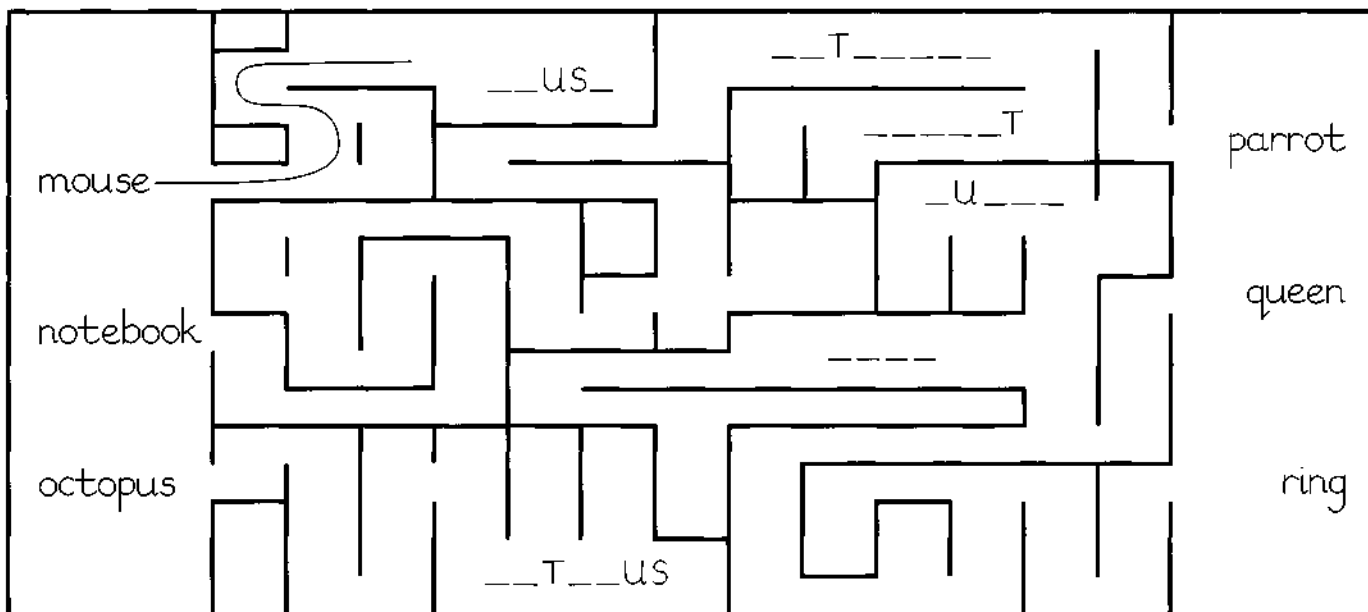 __T_____
__US_
_____T
parrot
mouse
_U___
queen
notebook
____
octopus
ring
__T__US